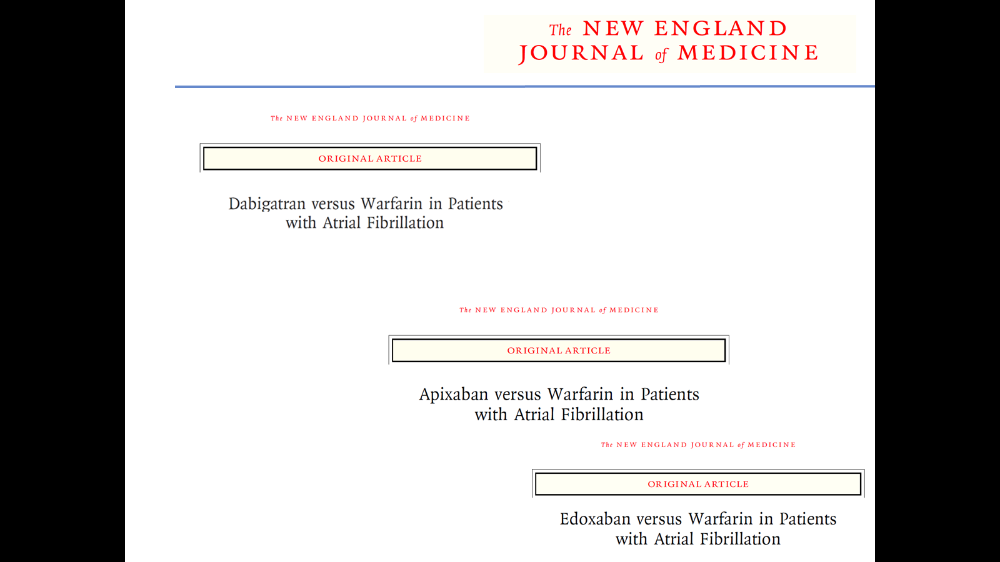 The NEW ENGLAND
JOURNAL of MEDICINE
The NEW ENGLAND JOURNAL of MEDICINE
ORIGINAL ARTICLE
Dabigatran versus Warfarin in Patients
with Atrial Fibrillation
The NEW ENGLAND JOURNAL of MEDICINE
ORIGINAL ARTICLE
Apixaban versus Warfarin in Patients
with Atrial Fibrillation
The NEW ENGLAND JOURNAL of MEDICINE
ORIGINAL ARTICLE
Edoxaban versus Warfarin in Patients
with Atrial Fibrillation